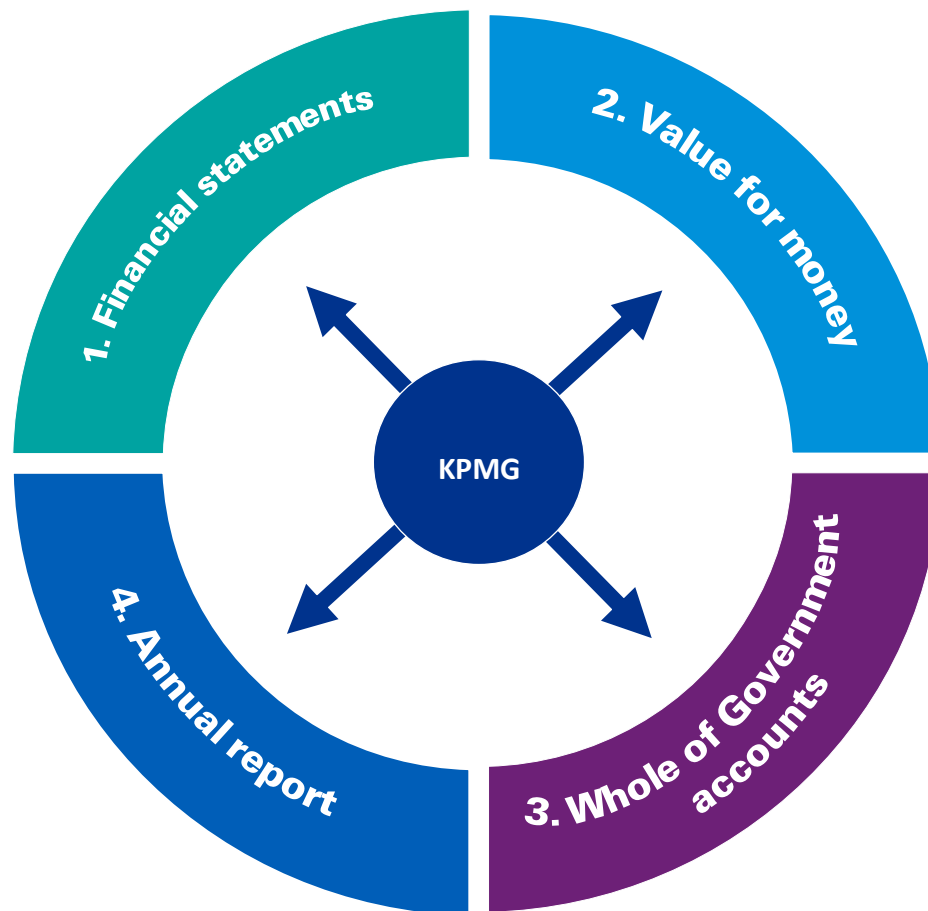 1. Financial statements
2. Value for money
KPMG
3. Whole of Government
accounts
4. Annual report